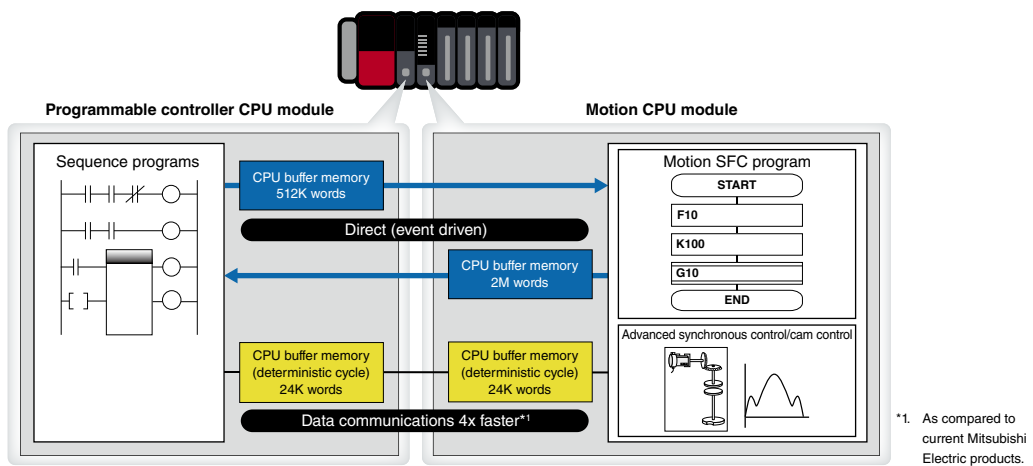 Programmable controller CPU module
Motion CPU module
Sequence programs
CPU buffer memory
512K words
Direct (event driven)
CPU buffer memory
2M words
CPU buffer memory
(deterministic cycle)
24K words
CPU buffer memory
(deterministic cycle)
24K words
Data communications 4x faster*1
Motion SFC program
START
F10
K100
G10
END
Advanced synchronous control/cam control
*1. As compared to
current Mitsubishi
Electric products.